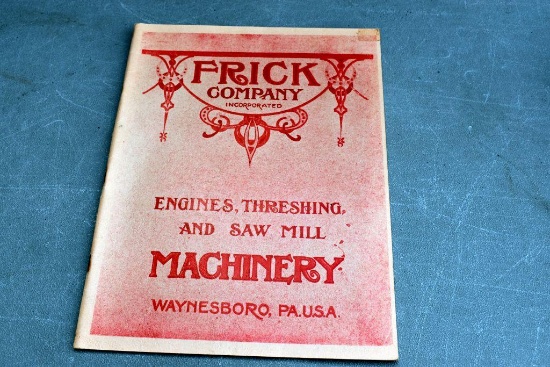 FRICK
COMPANY
INCORPORATED
ENGINES, THRESHING,
AND SAW MILL
MACHINERY
WAYNESBORO, PA.U.S.A.